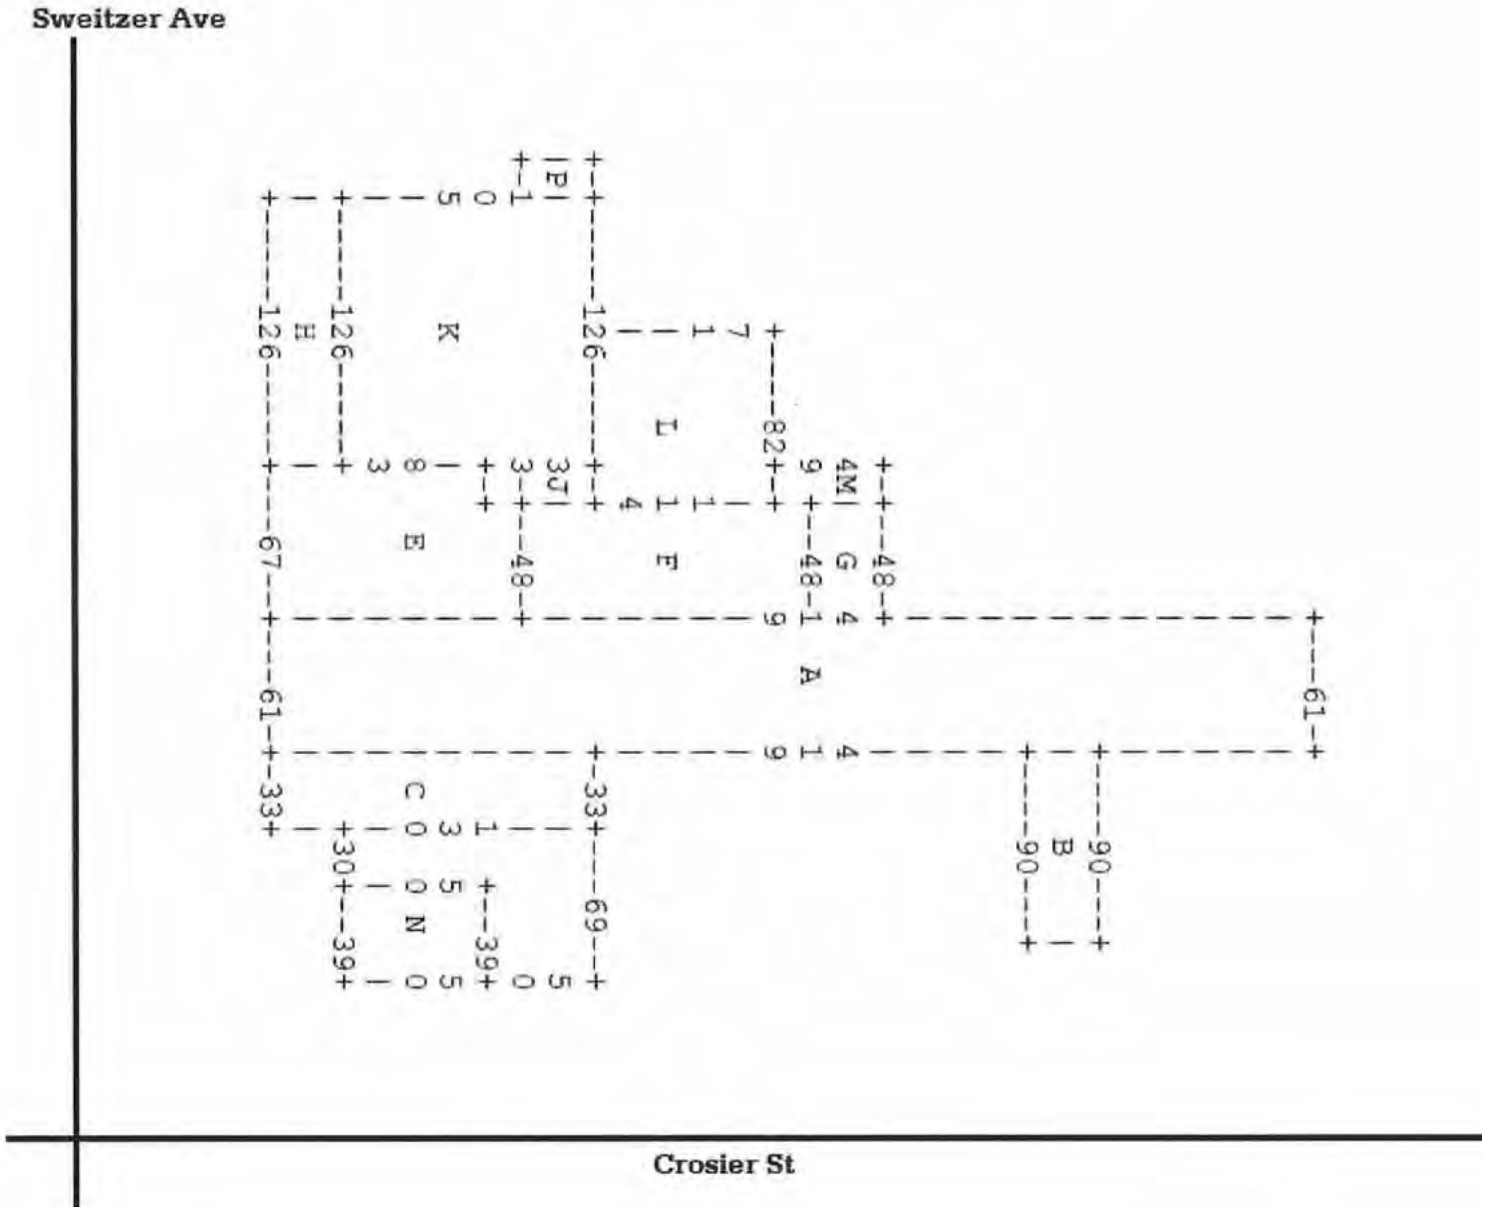 Sweitzer Ave
+----61-+
| |
| |
| |
| |
| |
+-----90----+
| | B |
+-----90----+
| |
| |
| |
+-+---48-+ |
4M| G 4 4
9 +---48-1 A 1
+-----82+-+ 9 9
7 | | |
1 1 | |
| L 1 F | |
| 4 | |
+-+------126------+-+ | +-33+----69---+
|P| 3J| | | | 5
+-1 3-+---48-+ | | 0
0 +-+ | | 1 +--39+
5 K | | | 3 5 5
| 8 E | | C 0 0 N 0
| 3 | | | | |
+------126------+ | | +30+---39+
| H | | | |
+------126------+----67---+----61-+-33+
Crosier St